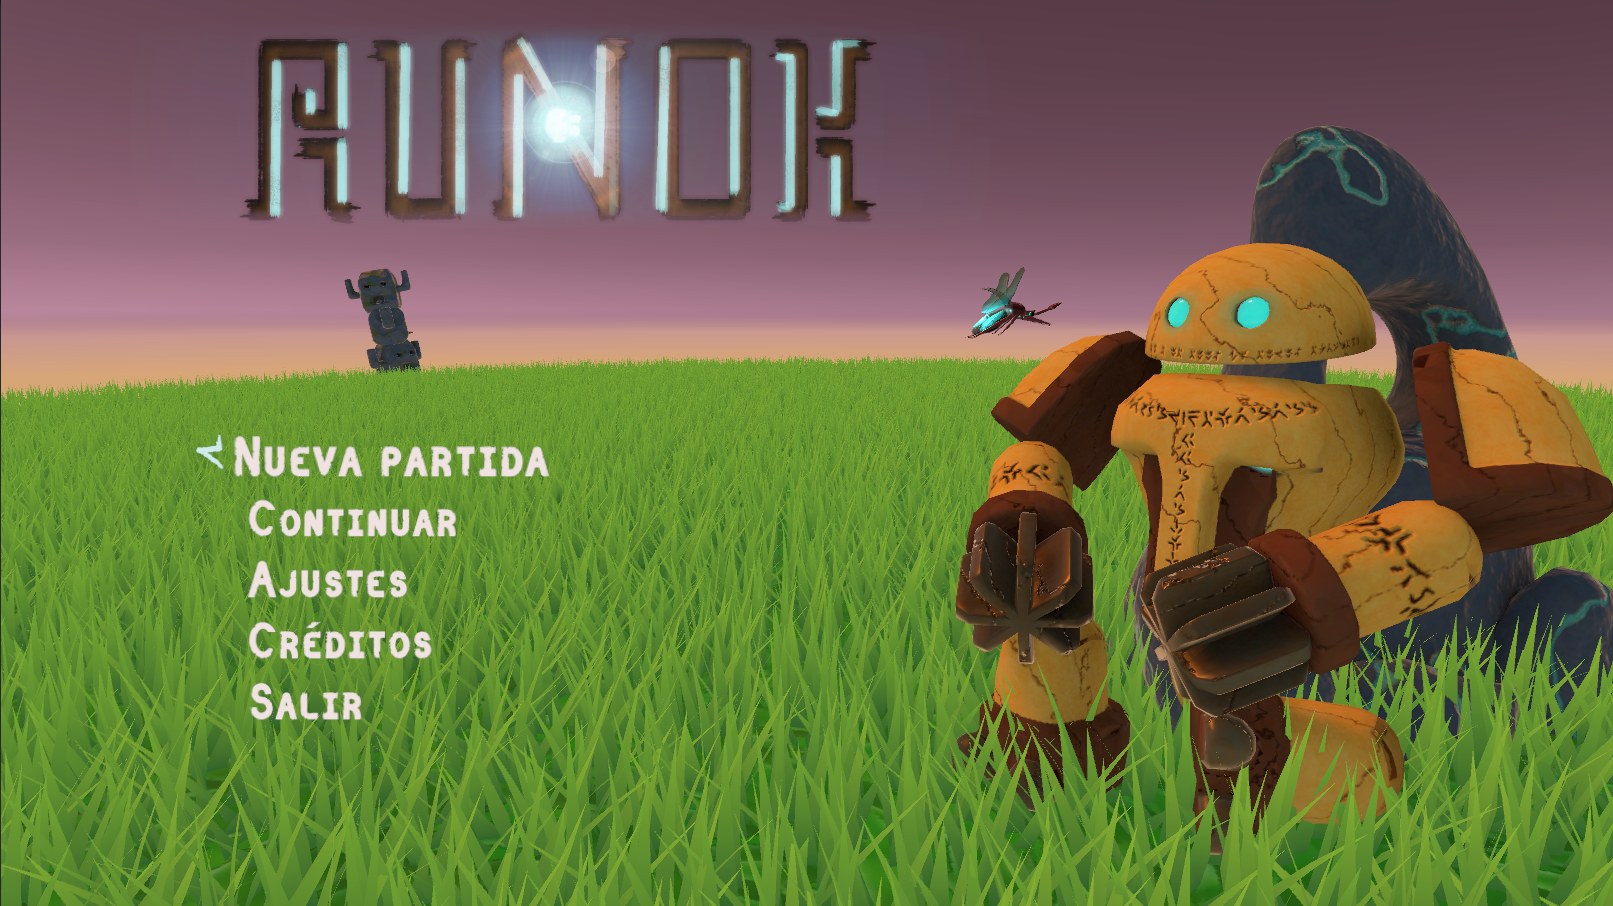 RUNOK
NUEVA PARTIDA
CONTINUAR
AJUSTES
CRÉDITOS
SALIR